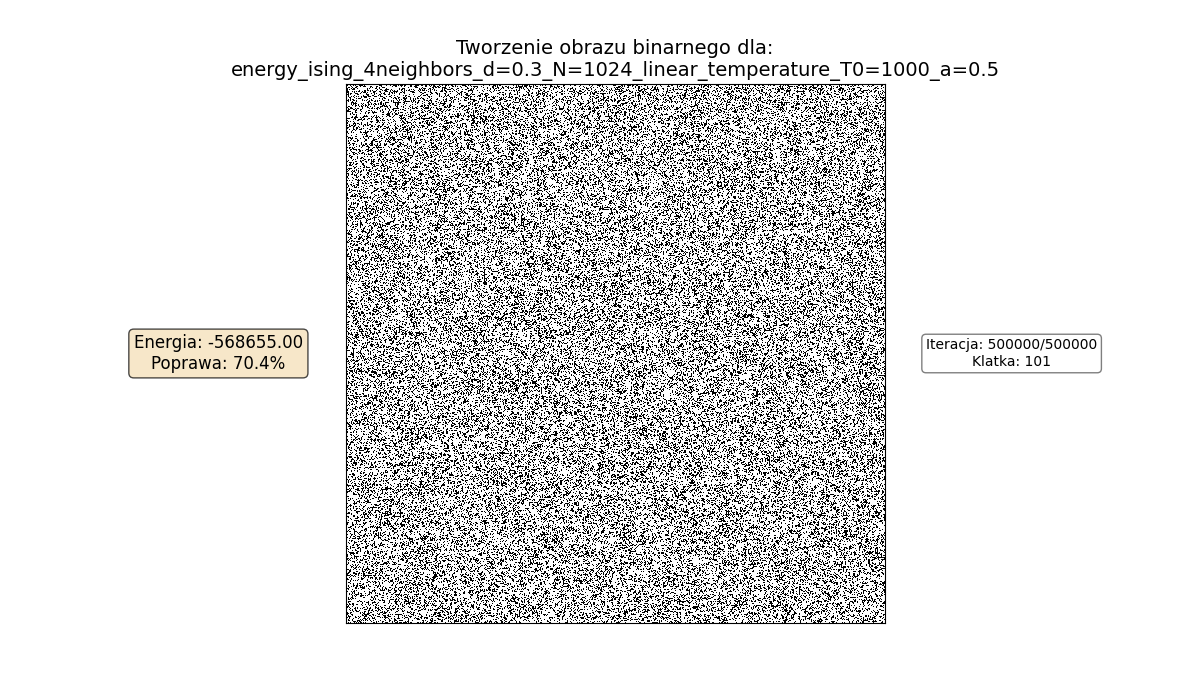 Tworzenie obrazu binarnego dla:
energy_ising_4neighbors_d=0.3_N=1024_linear_temperature_T0=1000_a=0.5
Energia: -568655.00
Poprawa: 70.4%
Iteracja: 500000/500000
Klatka: 101